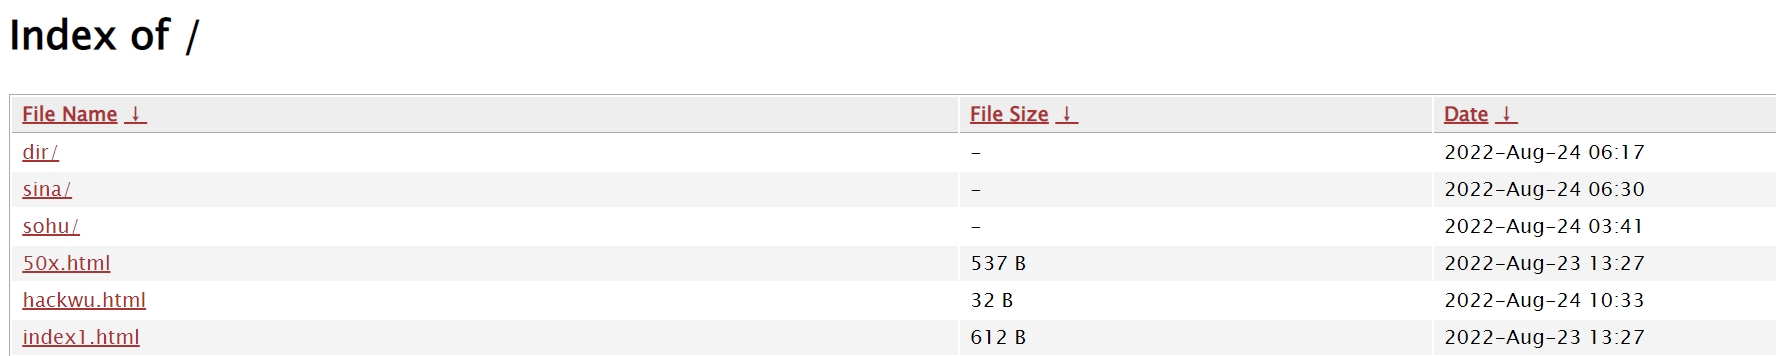 Index of /
File Name ↓ File Size ↓ Date ↓
dir/ - 2022-Aug-24 06:17
sina/ - 2022-Aug-24 06:30
sohu/ - 2022-Aug-24 03:41
50x.html 537 B 2022-Aug-23 13:27
hackwu.html 32 B 2022-Aug-24 10:33
index1.html 612 B 2022-Aug-23 13:27